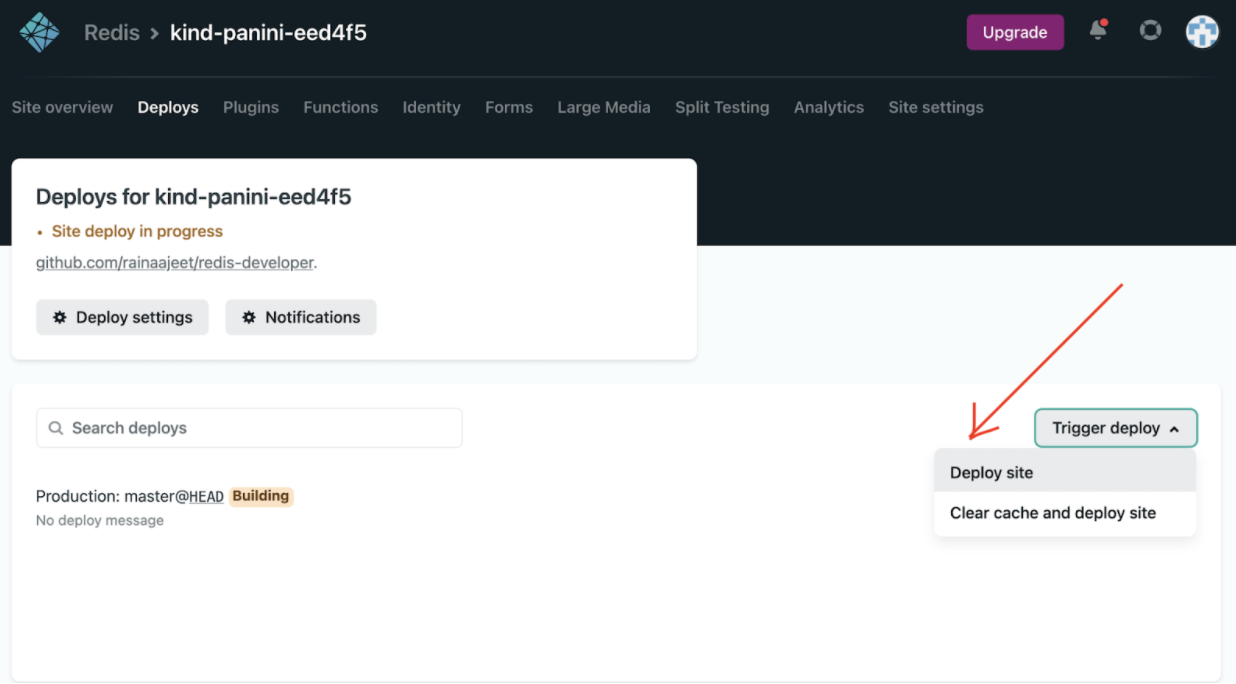 Redis > kind-panini-eed4f5
Upgrade
Site overview Deploys Plugins Functions Identity Forms Large Media Split Testing Analytics Site settings
Deploys for kind-panini-eed4f5
• Site deploy in progress
github.com/rainaajeet/redis-developer.
Deploy settings Notifications
Search deploys
Trigger deploy
Deploy site
Clear cache and deploy site
Production: master@HEAD Building
No deploy message